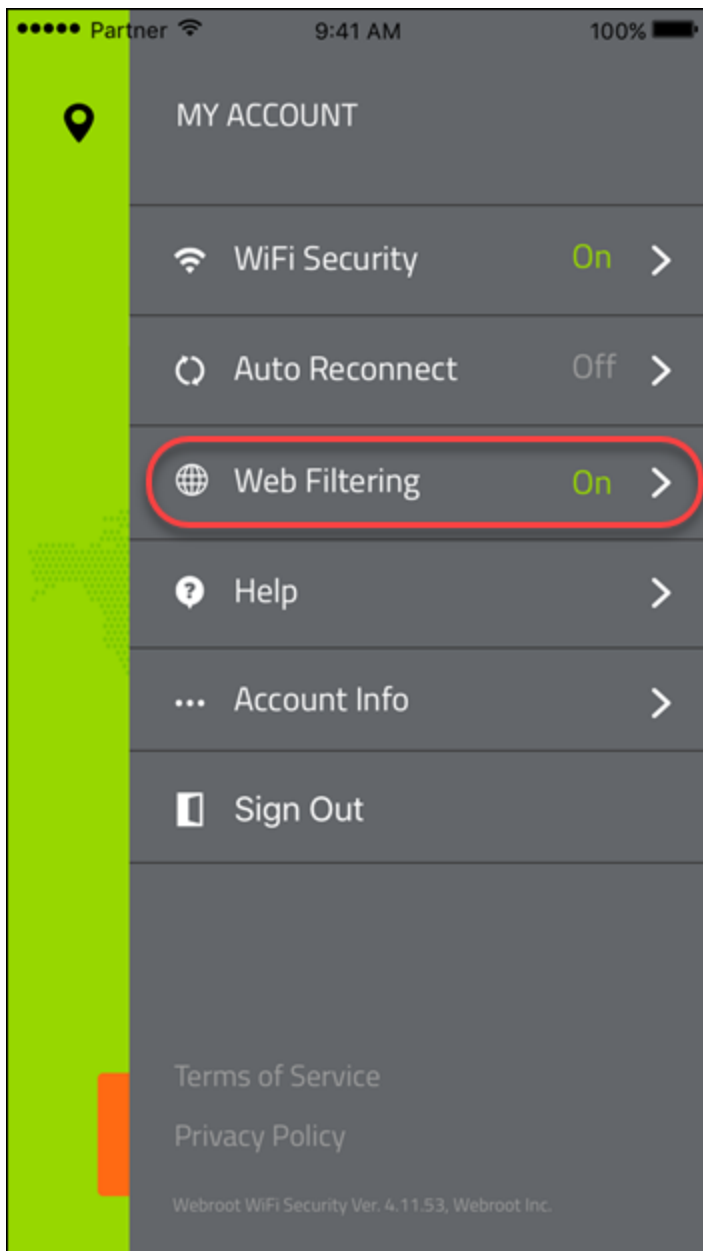 Partner 9:41 AM 100%
MY ACCOUNT
WiFi Security On
Auto Reconnect Off
Web Filtering On
Help
Account Info
Sign Out
Terms of Service
Privacy Policy
Webroot WiFi Security Ver. 4.11.53, Webroot Inc.